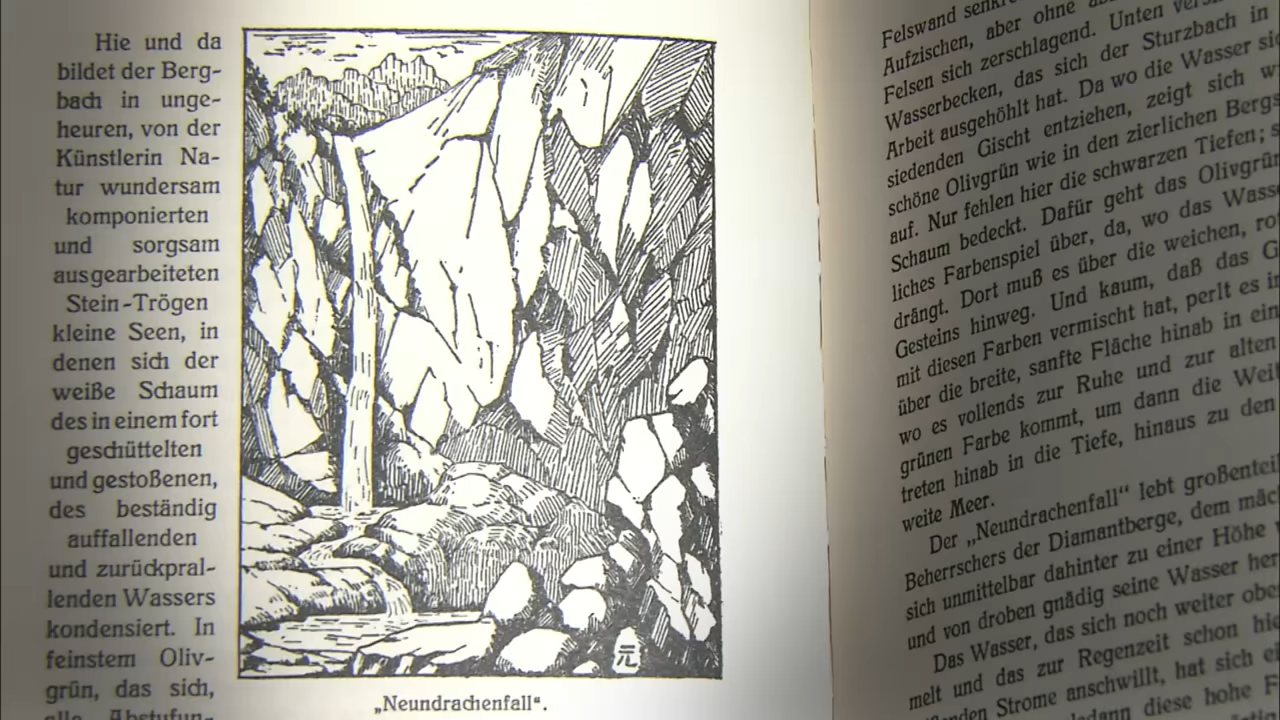 Hie und da
bildet der Berg-
bach in unge-
heuren, von der
Künstlerin Na-
tur wundersam
komponierten
und sorgsam
ausgearbeiteten
Stein-Trögen
kleine Seen, in
denen sich der
weiße Schaum
des in einem fort
geschüttelten
und gestoßenen,
des beständig
auffallenden
und zurückpral-
lenden Wassers
kondensiert. In
feinstem Oliv-
grün, das sich,
alle Abstufun-
元
„Neundrachenfall“.
Felswand
Aufzischen, aber ohne
Felsen sich zerschlagend. Unten
Wasserbecken, das sich der Sturzbach in
Arbeit ausgehöhlt hat. Da wo die Wasser
siedenden Gischt entziehen, zeigt sich
schöne Olivgrün wie in den zierlichen
auf. Nur fehlen hier die schwarzen Tiefen;
Schaum bedeckt. Dafür geht das
liches Farbenspiel über, da, wo das
drängt. Dort muß es über die weichen,
Gesteins hinweg. Und kaum, daß das
mit diesen Farben vermischt hat, perlt es
über die breite, sanfte Fläche hinab in
wo es vollends zur Ruhe und zur alten
grünen Farbe kommt, um dann die
treten hinab in die Tiefe, hinaus zu den
weite Meer.
Der „Neundrachenfall“ lebt
Beherrschers der Diamantberge, dem
sich unmittelbar dahinter zu einer Höhe
und von droben gnädig seine Wasser
Das Wasser, das sich noch weiter
melt und das zur Regenzeit schon
Strome anschwillt, hat sich
diese hohe